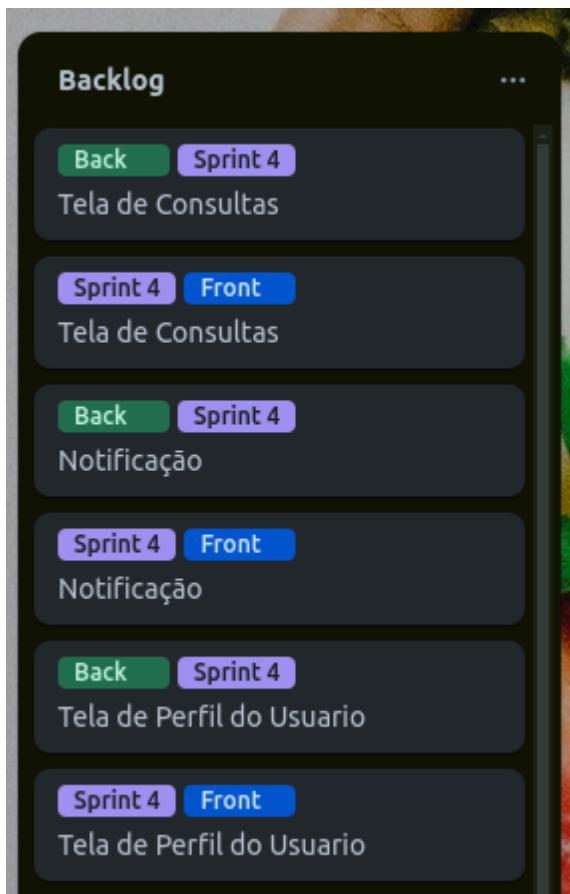 Backlog
Back Sprint 4
Tela de Consultas
Sprint 4 Front
Tela de Consultas
Back Sprint 4
Notificação
Sprint 4 Front
Notificação
Back Sprint 4
Tela de Perfil do Usuario
Sprint 4 Front
Tela de Perfil do Usuario